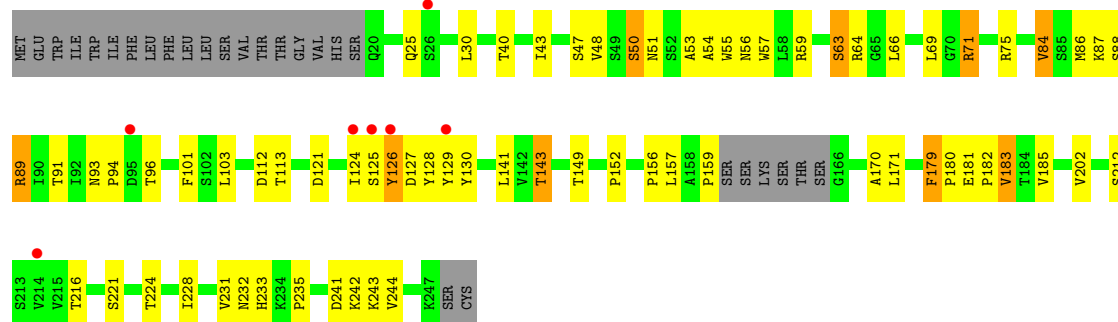 MET GLU TRP ILE TRP ILE PHE LEU PHE LEU LEU SER VAL THR THR GLY VAL HIS SER Q20 Q25 S26 L30 T40 I43 S47 V48 S49 S50 N51 S52 A53 A54 W55 N56 W57 L58 R59 S63 R64 G65 L66 L69 G70 R71 R75 V84 S85 M86 K87 S88
R89 I90 T91 I92 N93 P94 D95 T96 F101 S102 L103 D112 T113 D121 I124 S125 Y126 D127 Y128 Y129 Y130 L141 V142 T143 T149 P152 P156 L157 A158 P159 SER SER LYS SER THR SER G166 A170 L171 F179 P180 E181 P182 V183 T184 V185 V202 S212
S213 V214 V215 T216 S221 T224 I228 V231 N232 H233 K234 P235 D241 K242 K243 V244 K247 SER CYS